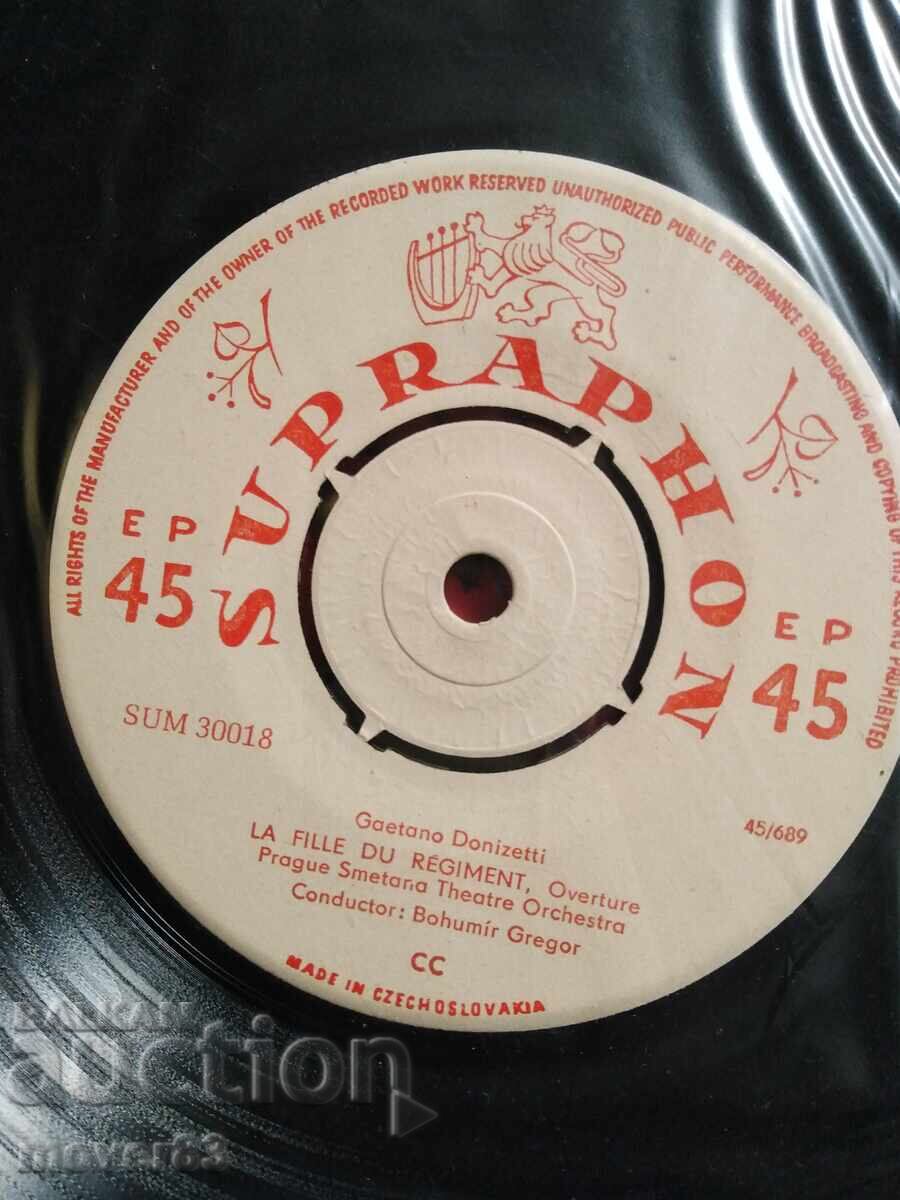 ALL RIGHTS OF THE MANUFACTURER AND OF THE OWNER OF THE RECORDED WORK RESERVED UNAUTHORIZED PUBLIC PERFORMANCE BROADCASTING AND COPYING OF THIS RECORD PROHIBITED
SUPRAPHON
EP
45
EP
45
SUM 30018
45/689
Gaetano Donizetti
LA FILLE DU RÉGIMENT, Overture
Prague Smetana Theatre Orchestra
Conductor: Bohumír Gregor
CC
MADE IN CZECHOSLOVAKIA
BALKAN
auction
mover63